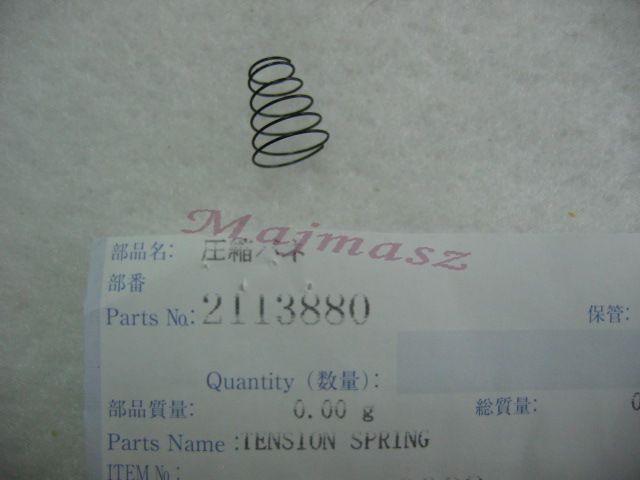 Majmasz
部品名: 圧縮バネ
部番
Parts No.: 2113880
保管:
Quantity (数量):
部品質量: 0.00 g
総質量: 0
Parts Name :TENSION SPRING
ITEM No :